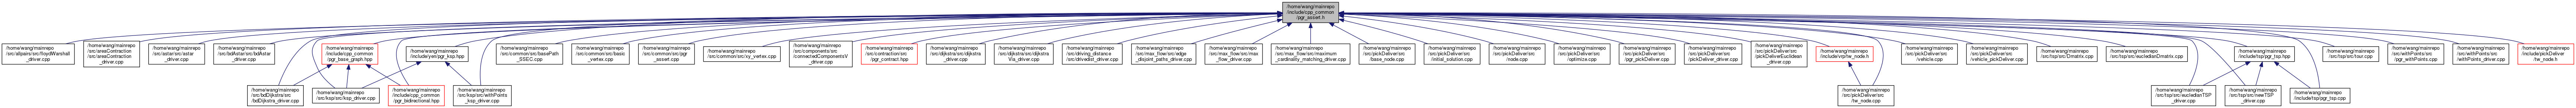 /home/wang/mainrepo
/include/cpp_common
/pgr_assert.h
/home/wang/mainrepo
/src/allpairs/src/floydWarshall
_driver.cpp
/home/wang/mainrepo
/src/areaContraction
/src/areaContraction
_driver.cpp
/home/wang/mainrepo
/src/astar/src/astar
_driver.cpp
/home/wang/mainrepo
/src/bdAstar/src/bdAstar
_driver.cpp
/home/wang/mainrepo
/include/cpp_common
/pgr_base_graph.hpp
/home/wang/mainrepo
/include/yen/pgr_ksp.hpp
/home/wang/mainrepo
/src/common/src/basePath
_SSEC.cpp
/home/wang/mainrepo
/src/common/src/basic
_vertex.cpp
/home/wang/mainrepo
/src/common/src/pgr
_assert.cpp
/home/wang/mainrepo
/src/common/src/xy_vertex.cpp
/home/wang/mainrepo
/src/components/src
/connectedComponentsV
_driver.cpp
/home/wang/mainrepo
/src/contraction/src
/pgr_contract.hpp
/home/wang/mainrepo
/src/dijkstra/src/dijkstra
_driver.cpp
/home/wang/mainrepo
/src/dijkstra/src/dijkstra
Via_driver.cpp
/home/wang/mainrepo
/src/driving_distance
/src/drivedist_driver.cpp
/home/wang/mainrepo
/src/max_flow/src/edge
_disjoint_paths_driver.cpp
/home/wang/mainrepo
/src/max_flow/src/max
_flow_driver.cpp
/home/wang/mainrepo
/src/max_flow/src/maximum
_cardinality_matching_driver.cpp
/home/wang/mainrepo
/src/pickDeliver/src
/base_node.cpp
/home/wang/mainrepo
/src/pickDeliver/src
/initial_solution.cpp
/home/wang/mainrepo
/src/pickDeliver/src
/node.cpp
/home/wang/mainrepo
/src/pickDeliver/src
/optimize.cpp
/home/wang/mainrepo
/src/pickDeliver/src
/pgr_pickDeliver.cpp
/home/wang/mainrepo
/src/pickDeliver/src
/pickDeliver_driver.cpp
/home/wang/mainrepo
/src/pickDeliver/src
/pickDeliverEuclidean
_driver.cpp
/home/wang/mainrepo
/include/vrp/tw_node.h
/home/wang/mainrepo
/src/pickDeliver/src
/vehicle.cpp
/home/wang/mainrepo
/src/pickDeliver/src
/vehicle_pickDeliver.cpp
/home/wang/mainrepo
/src/tsp/src/Dmatrix.cpp
/home/wang/mainrepo
/src/tsp/src/eucledianDmatrix.cpp
/home/wang/mainrepo
/include/tsp/pgr_tsp.hpp
/home/wang/mainrepo
/src/tsp/src/tour.cpp
/home/wang/mainrepo
/src/withPoints/src
/pgr_withPoints.cpp
/home/wang/mainrepo
/src/withPoints/src
/withPoints_driver.cpp
/home/wang/mainrepo
/include/pickDeliver
/tw_node.h
/home/wang/mainrepo
/src/bdDijkstra/src
/bdDijkstra_driver.cpp
/home/wang/mainrepo
/src/ksp/src/ksp_driver.cpp
/home/wang/mainrepo
/include/cpp_common
/pgr_bidirectional.hpp
/home/wang/mainrepo
/src/ksp/src/withPoints
_ksp_driver.cpp
/home/wang/mainrepo
/src/pickDeliver/src
/tw_node.cpp
/home/wang/mainrepo
/src/tsp/src/eucledianTSP
_driver.cpp
/home/wang/mainrepo
/src/tsp/src/newTSP
_driver.cpp
/home/wang/mainrepo
/include/tsp/pgr_tsp.cpp